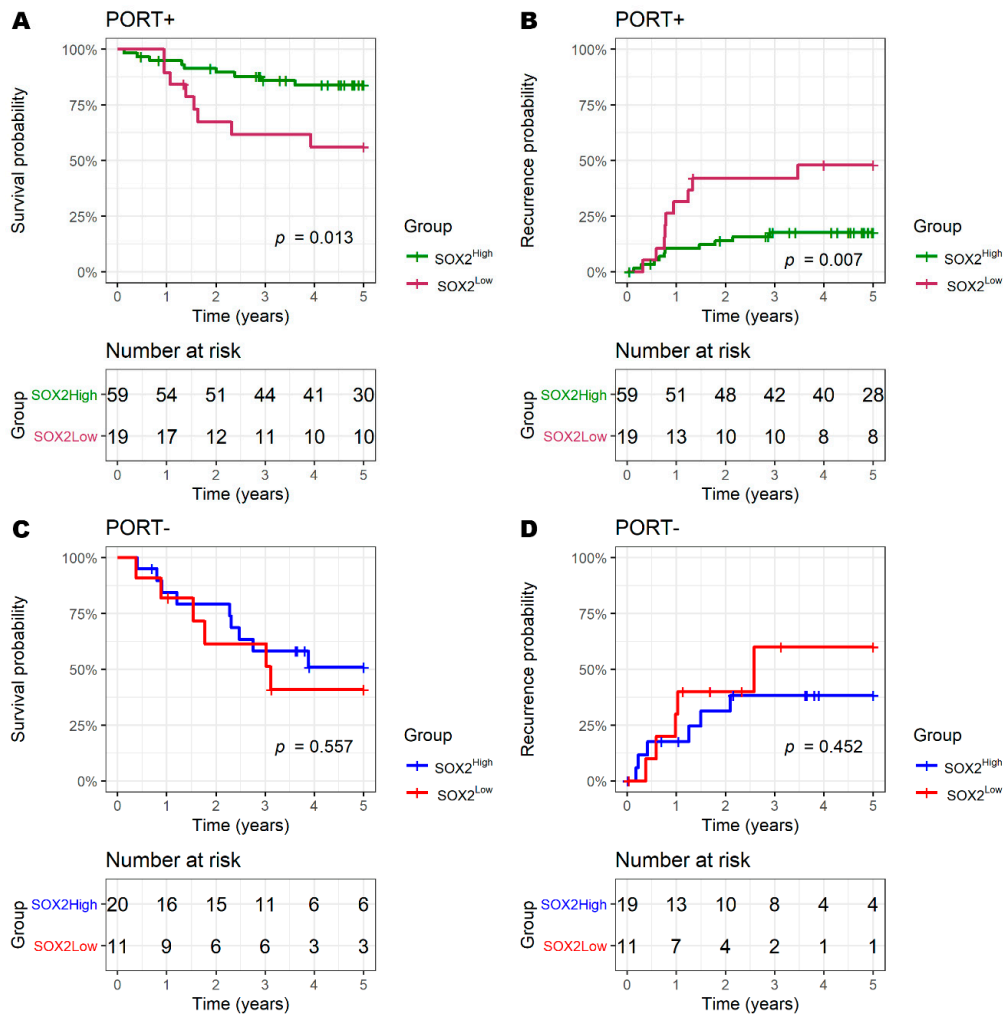 A
PORT+
Survival probability
100%
75%
50%
25%
0%
p = 0.013
0 1 2 3 4 5
Time (years)
Group
SOX2High
SOX2Low
Number at risk
Group
SOX2High 59 54 51 44 41 30
SOX2Low 19 17 12 11 10 10
0 1 2 3 4 5
Time (years)
B
PORT+
Recurrence probability
100%
75%
50%
25%
0%
p = 0.007
0 1 2 3 4 5
Time (years)
Group
SOX2High
SOX2Low
Number at risk
Group
SOX2High 59 51 48 42 40 28
SOX2Low 19 13 10 10 8 8
0 1 2 3 4 5
Time (years)
C
PORT-
Survival probability
100%
75%
50%
25%
0%
p = 0.557
0 1 2 3 4 5
Time (years)
Group
SOX2High
SOX2Low
Number at risk
Group
SOX2High 20 16 15 11 6 6
SOX2Low 11 9 6 6 3 3
0 1 2 3 4 5
Time (years)
D
PORT-
Recurrence probability
100%
75%
50%
25%
0%
p = 0.452
0 1 2 3 4 5
Time (years)
Group
SOX2High
SOX2Low
Number at risk
Group
SOX2High 19 13 10 8 4 4
SOX2Low 11 7 4 2 1 1
0 1 2 3 4 5
Time (years)